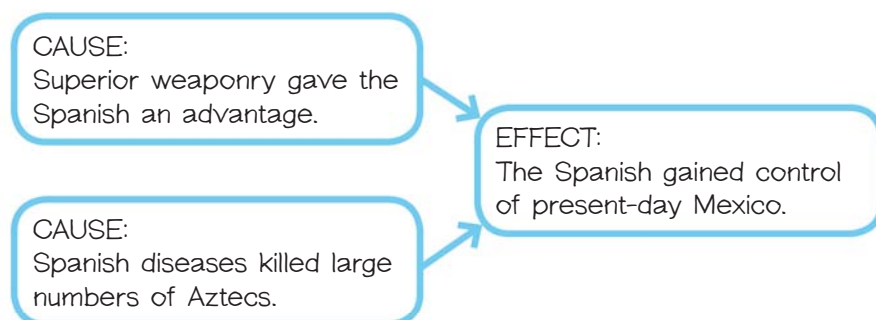 CAUSE:
Superior weaponry gave the
Spanish an advantage.
CAUSE:
Spanish diseases killed large
numbers of Aztecs.
EFFECT:
The Spanish gained control
of present-day Mexico.